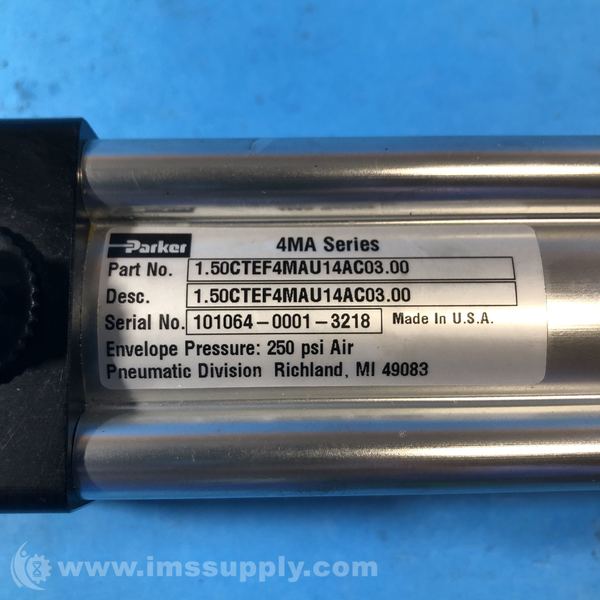 Parker 4MA Series
Part No. 1.50CTEF4MAU14AC03.00
Desc. 1.50CTEF4MAU14AC03.00
Serial No. 101064-0001-3218 Made In U.S.A.
Envelope Pressure: 250 psi Air
Pneumatic Division Richland, MI 49083
www.imssupply.com